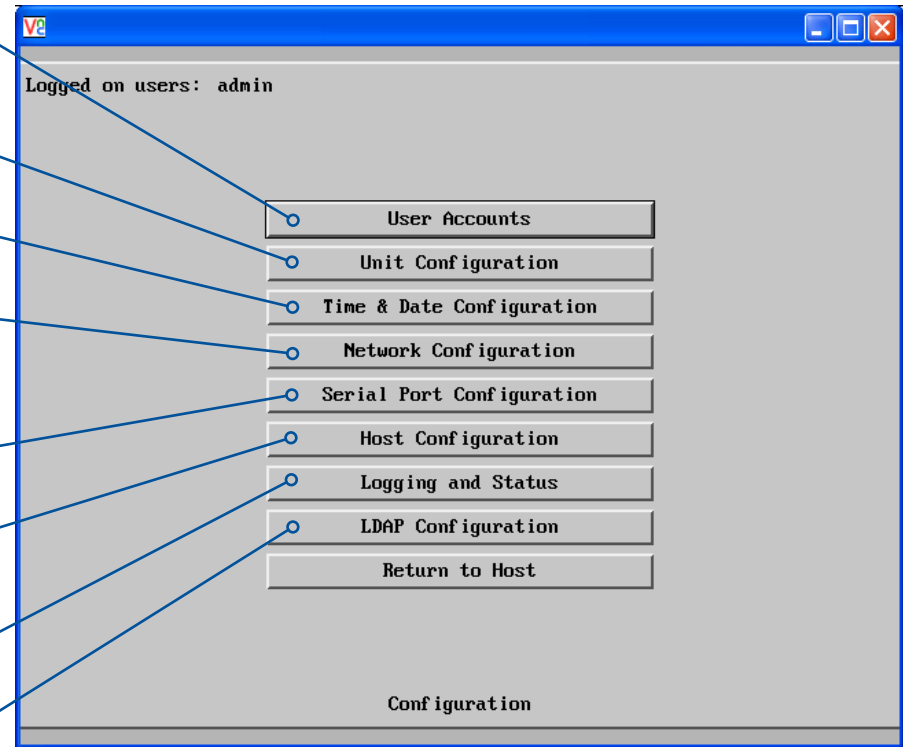 VNC
Logged on users: admin
User Accounts
Unit Configuration
Time & Date Configuration
Network Configuration
Serial Port Configuration
Host Configuration
Logging and Status
LDAP Configuration
Return to Host
Configuration